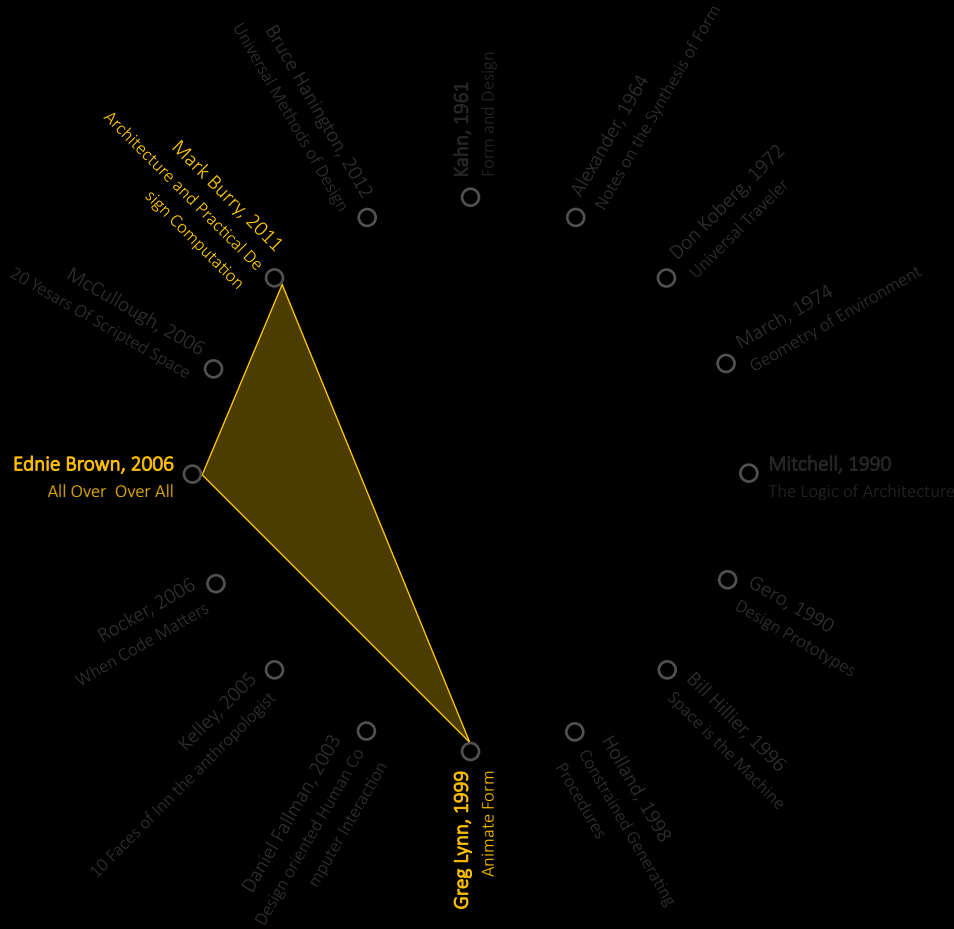 Kahn, 1961
Form and Design
Alexander, 1964
Notes on the Synthesis of Form
Don Koberg, 1972
Universal Traveler
March, 1974
Geometry of Environment
Mitchell, 1990
The Logic of Architecture
Gero, 1990
Design Prototypes
Bill Hillier, 1996
Space is the Machine
Holland, 1998
Constrained Generating
Procedures
Greg Lynn, 1999
Animate Form
Daniel Fallman, 2003
Design oriented Human Co
mputer Interaction
Kelley, 2005
10 Faces of Inn the anthropologist
Rocker, 2006
When Code Matters
Ednie Brown, 2006
All Over  Over All
McCullough, 2006
20 Yesars Of Scripted Space
Mark Burry, 2011
Architecture and Practical De
sign Computation
Bruce Hanington, 2012
Universal Methods of Design